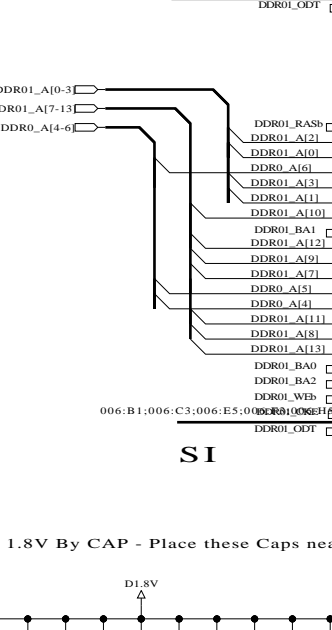 DDR01_ODT
DDR01_A[0-3]
DDR01_A[7-13]
DDR0_A[4-6]
DDR01_RASb
DDR01_A[2]
DDR01_A[0]
DDR0_A[6]
DDR01_A[3]
DDR01_A[1]
DDR01_A[10]
DDR01_BA1
DDR01_A[12]
DDR01_A[9]
DDR01_A[7]
DDR0_A[5]
DDR0_A[4]
DDR01_A[11]
DDR01_A[8]
DDR01_A[13]
DDR01_BA0
DDR01_BA2
DDR01_WEb
006:B1;006:C3;006:E5;
DDR01_ODT
SI
1.8V By CAP - Place these Caps nea
D1.8V